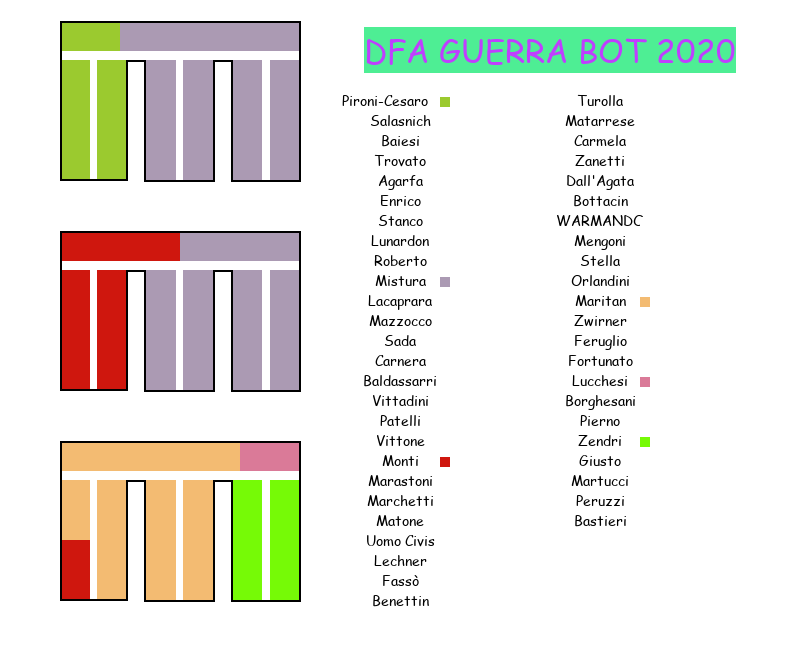 DFA GUERRA BOT 2020
Pironi-Cesaro
Salasnich
Baiesi
Trovato
Agarfa
Enrico
Stanco
Lunardon
Roberto
Mistura
Lacaprara
Mazzocco
Sada
Carnera
Baldassarri
Vittadini
Patelli
Vittone
Monti
Marastoni
Marchetti
Matone
Uomo Civis
Lechner
Fassò
Benettin
Turolla
Matarrese
Carmela
Zanetti
Dall'Agata
Bottacin
WARMANDC
Mengoni
Stella
Orlandini
Maritan
Zwirner
Feruglio
Fortunato
Lucchesi
Borghesani
Pierno
Zendri
Giusto
Martucci
Peruzzi
Bastieri